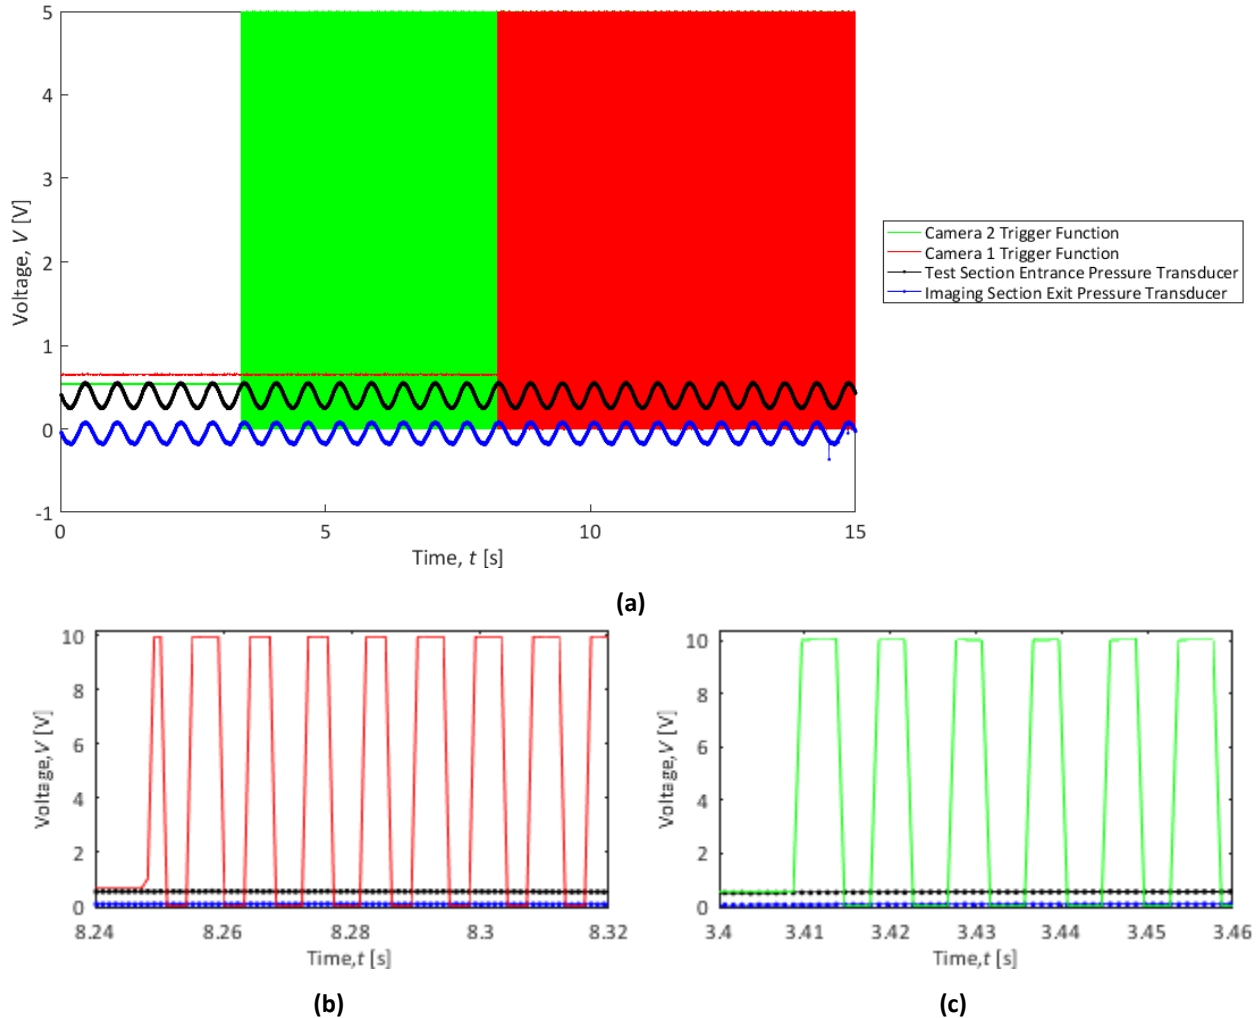 5
4
3
2
1
0
-1
Voltage, V [V]
0 5 10 15
Time, t [s]
Camera 2 Trigger Function
Camera 1 Trigger Function
Test Section Entrance Pressure Transducer
Imaging Section Exit Pressure Transducer
(a)
10
8
6
4
2
0
Voltage,V [V]
8.24 8.26 8.28 8.3 8.32
Time,t [s]
(b)
10
8
6
4
2
0
Voltage,V [V]
3.4 3.41 3.42 3.43 3.44 3.45 3.46
Time,t [s]
(c)